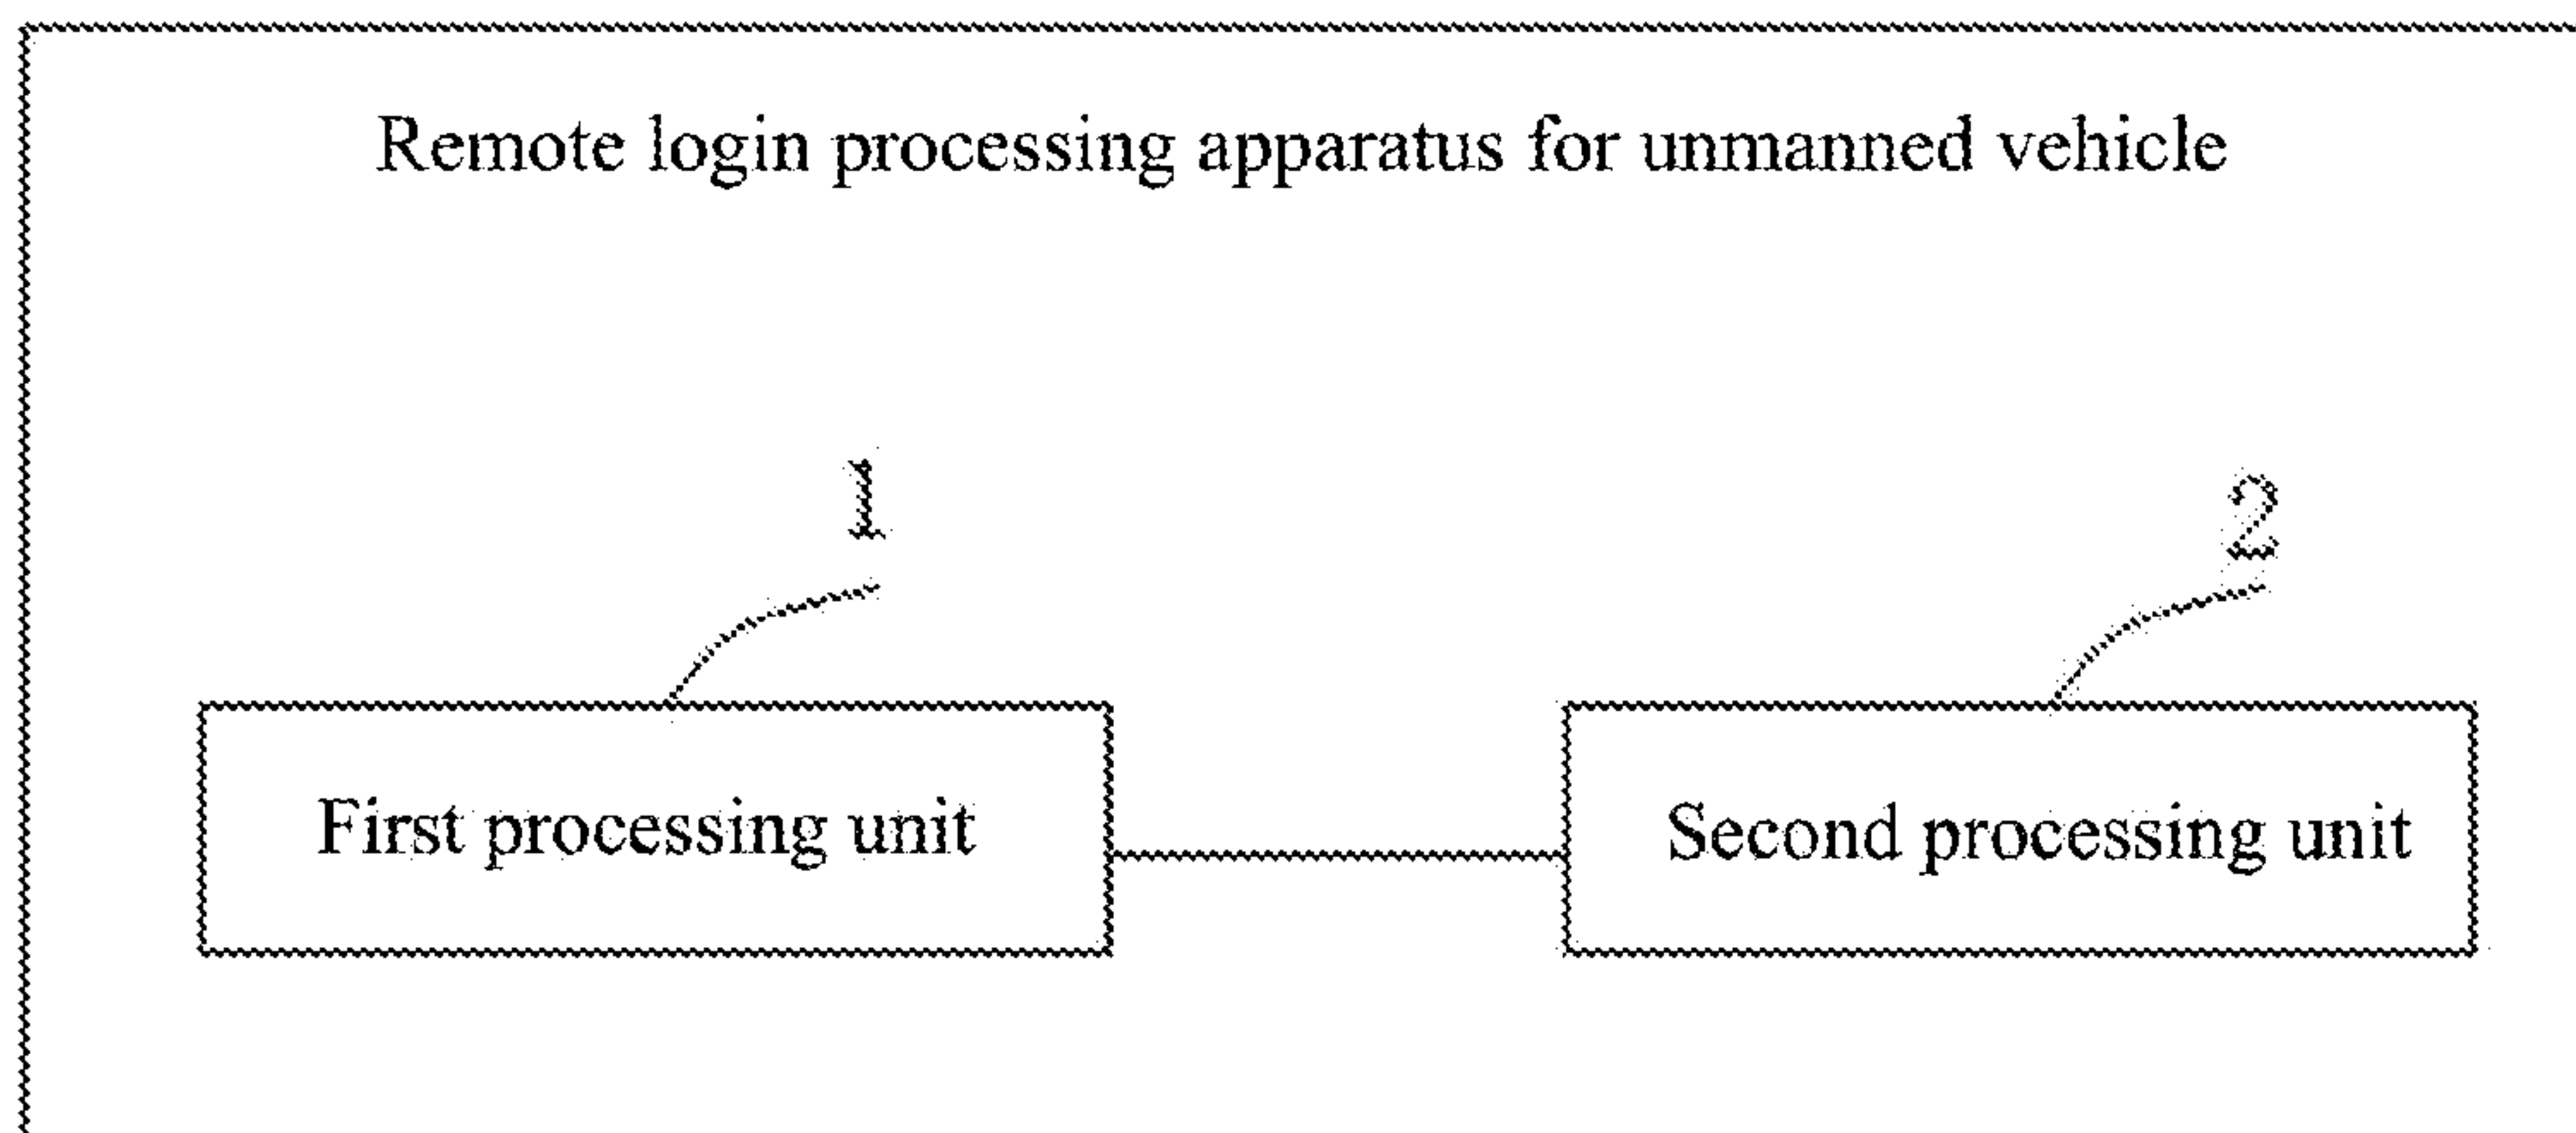 Remote login processing apparatus for unmanned vehicle
1
2
First processing unit
Second processing unit